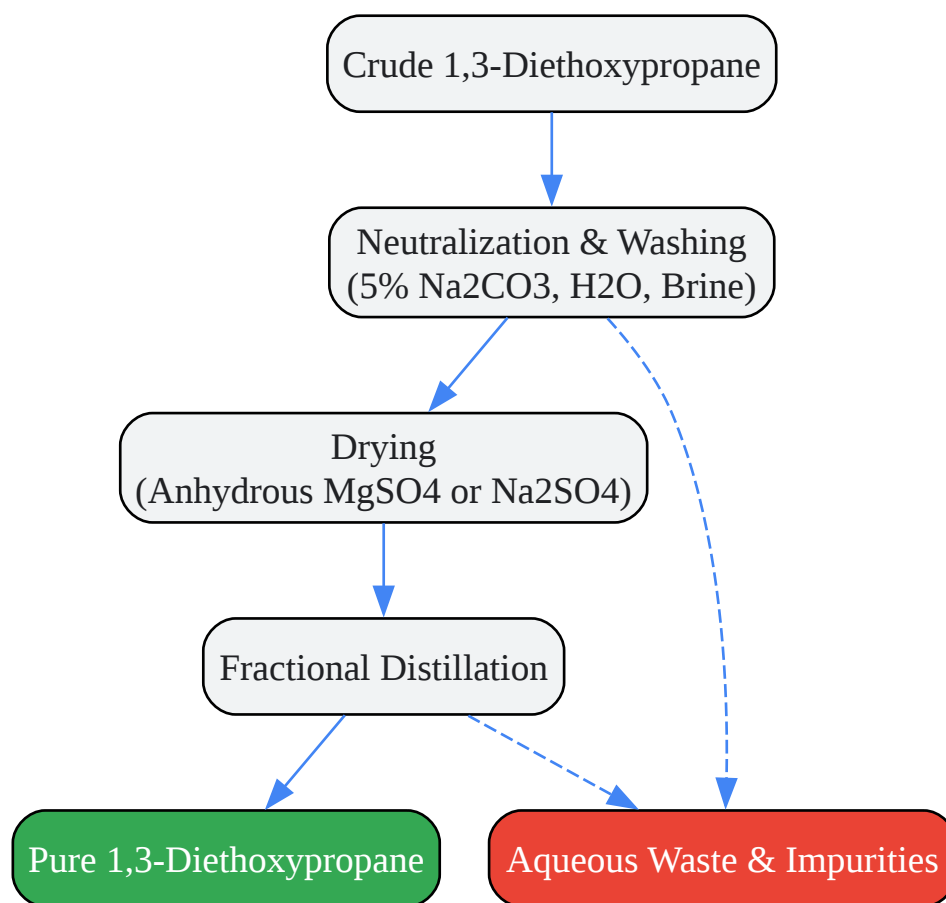 Crude 1,3-Diethoxypropane
Neutralization & Washing
(5% Na2CO3, H2O, Brine)
Drying
(Anhydrous MgSO4 or Na2SO4)
Fractional Distillation
Pure 1,3-Diethoxypropane
Aqueous Waste & Impurities